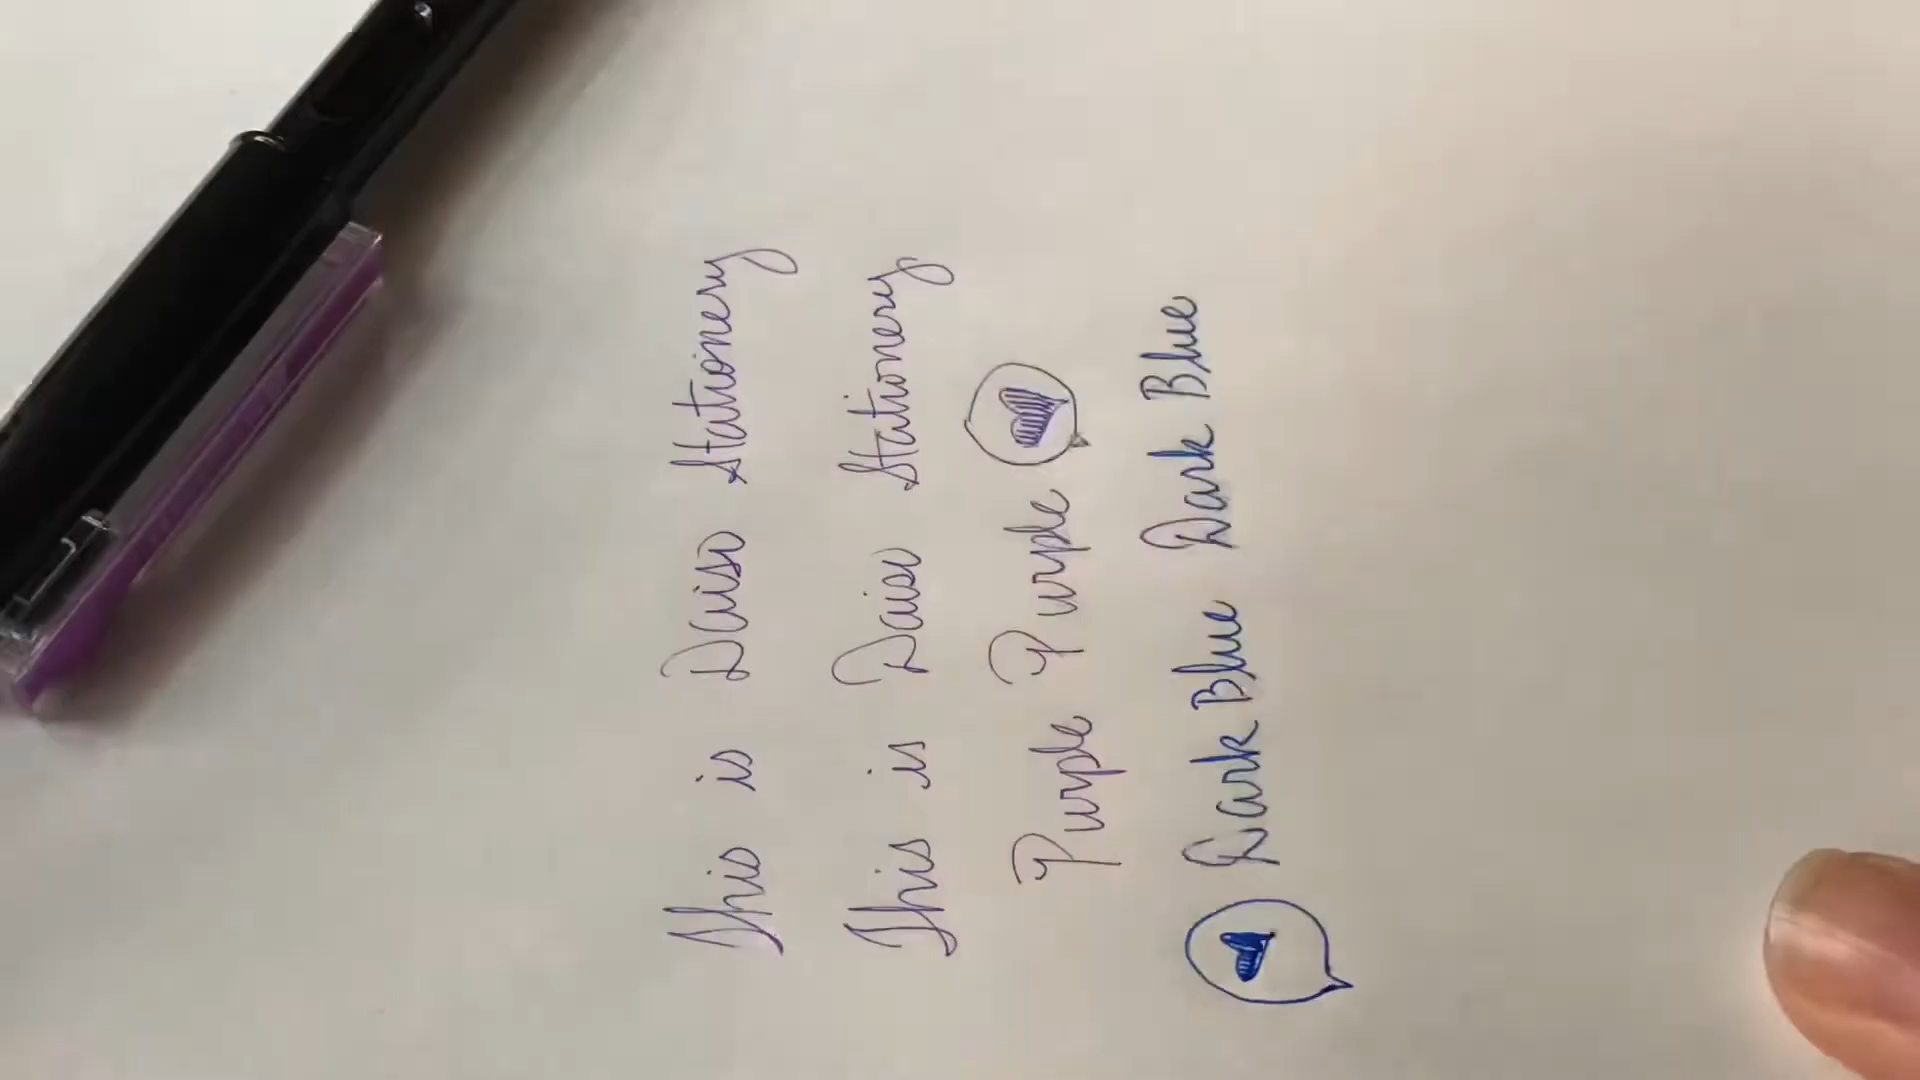 This is Daiso Stationery
This is Daiso Stationery
Purple Purple
Dark Blue Dark Blue